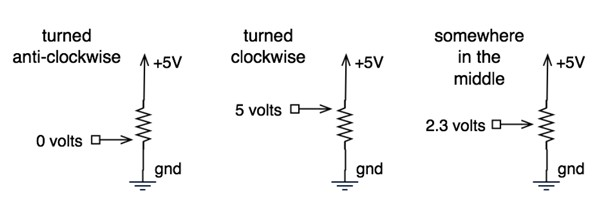 turned
anti-clockwise
+5V
0 volts
gnd
turned
clockwise
+5V
5 volts
gnd
somewhere
in the
middle
+5V
2.3 volts
gnd